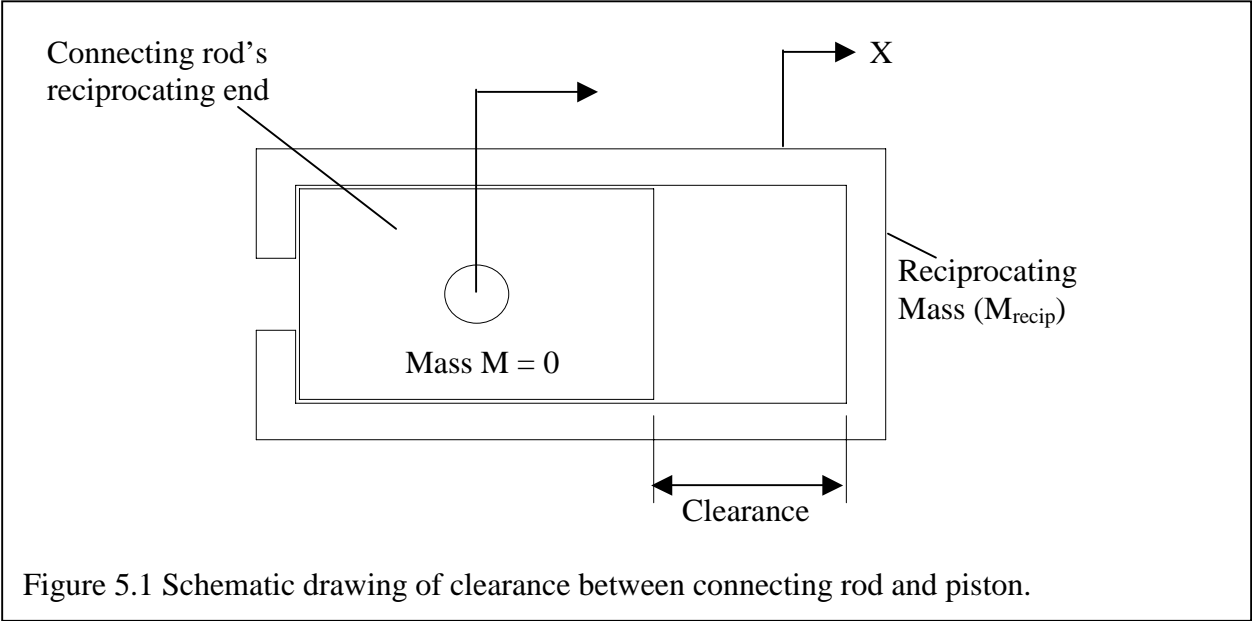 Connecting rod’s
reciprocating end
X
Reciprocating
Mass (Mrecip)
Mass M = 0
Clearance
Figure 5.1 Schematic drawing of clearance between connecting rod and piston.